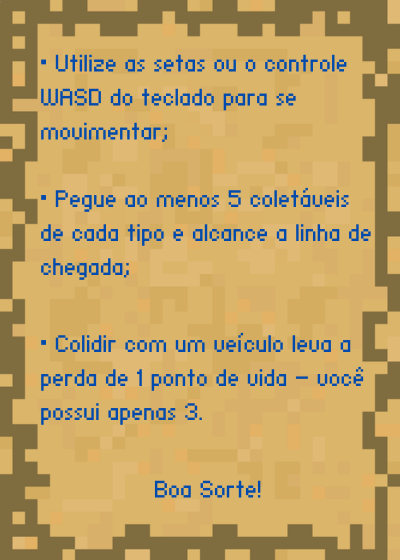 • Utilize as setas ou o controle
WASD do teclado para se
movimentar;
• Pegue ao menos 5 coletáveis
de cada tipo e alcance a linha de
chegada;
• Colidir com um veículo leva a
perda de 1 ponto de vida – você
possui apenas 3.
Boa Sorte!